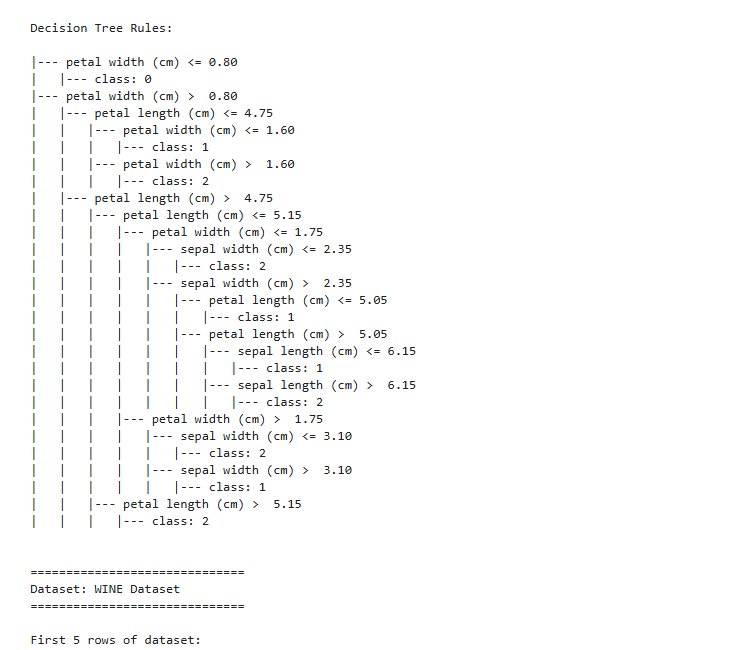 Decision Tree Rules:
|--- petal width (cm) <= 0.80
|   |--- class: 0
|--- petal width (cm) >  0.80
|   |--- petal length (cm) <= 4.75
|   |   |--- petal width (cm) <= 1.60
|   |   |   |--- class: 1
|   |   |--- petal width (cm) >  1.60
|   |   |   |--- class: 2
|   |--- petal length (cm) >  4.75
|   |   |--- petal length (cm) <= 5.15
|   |   |   |--- petal width (cm) <= 1.75
|   |   |   |   |--- sepal width (cm) <= 2.35
|   |   |   |   |   |--- class: 2
|   |   |   |   |--- sepal width (cm) >  2.35
|   |   |   |   |   |--- petal length (cm) <= 5.05
|   |   |   |   |   |   |--- class: 1
|   |   |   |   |   |--- petal length (cm) >  5.05
|   |   |   |   |   |   |--- sepal length (cm) <= 6.15
|   |   |   |   |   |   |   |--- class: 1
|   |   |   |   |   |   |--- sepal length (cm) >  6.15
|   |   |   |   |   |   |   |--- class: 2
|   |   |   |--- petal width (cm) >  1.75
|   |   |   |   |--- sepal width (cm) <= 3.10
|   |   |   |   |   |--- class: 2
|   |   |   |   |--- sepal width (cm) >  3.10
|   |   |   |   |   |--- class: 1
|   |   |--- petal length (cm) >  5.15
|   |   |   |--- class: 2
==============================
Dataset: WINE Dataset
==============================
First 5 rows of dataset: